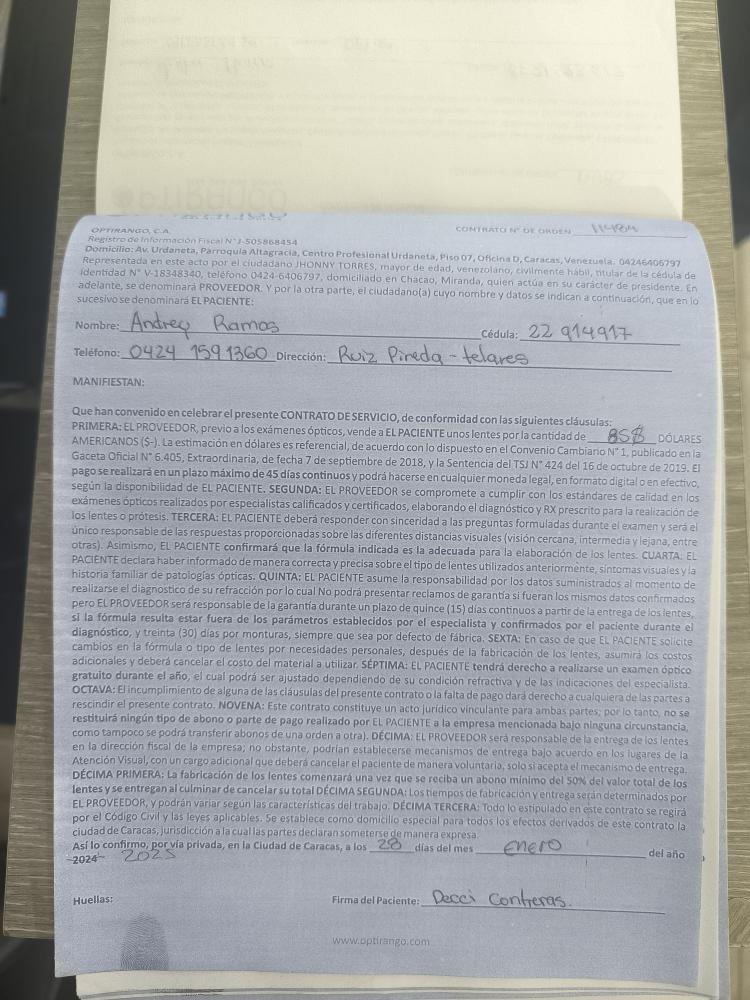 OPTIRANGO, C.A.
CONTRATO N° DE ORDEN
Registro de Información Fiscal N°J-505868454
Domicilio: Av. Urdaneta, Parroquia Altagracia, Centro Profesional Urdaneta, Piso 07, Oficina D, Caracas, Venezuela. 04246406797
Representada en este acto por el ciudadano JHONNY TORRES, mayor de edad, venezolano, civilmente hábil, titular de la cédula de
identidad N° V-18348340, teléfono 0424-6406797, domiciliado en Chacao, Miranda, quien actúa en su carácter de presidente. En
adelante, se denominará PROVEEDOR. Y por la otra parte, el ciudadano(a) cuyo nombre y datos se indican a continuación, que en lo
sucesivo se denominará EL PACIENTE:
Nombre: Andrey Ramos Cédula: 22 914917
Teléfono: 0424 1591360 Dirección: Ruiz Pineda - telares
MANIFIESTAN:
Que han convenido en celebrar el presente CONTRATO DE SERVICIO, de conformidad con las siguientes cláusulas:
PRIMERA: EL PROVEEDOR, previo a los exámenes ópticos, vende a EL PACIENTE unos lentes por la cantidad de DÓLARES
AMERICANOS ($-). La estimación en dólares es referencial, de acuerdo con lo dispuesto en el Convenio Cambiario N° 1, publicado en la
Gaceta Oficial N° 6.405, Extraordinaria, de fecha 7 de septiembre de 2018, y la Sentencia del TSJ N° 424 del 16 de octubre de 2019. El
pago se realizará en un plazo máximo de 45 días continuos y podrá hacerse en cualquier moneda legal, en formato digital o en efectivo,
según la disponibilidad de EL PACIENTE. SEGUNDA: EL PROVEEDOR se compromete a cumplir con los estándares de calidad en los
exámenes ópticos realizados por especialistas calificados y certificados, elaborando el diagnóstico y RX prescrito para la realización de
los lentes o prótesis. TERCERA: EL PACIENTE deberá responder con sinceridad a las preguntas formuladas durante el examen y será el
único responsable de las respuestas proporcionadas sobre las diferentes distancias visuales (visión cercana, intermedia y lejana, entre
otras). Asimismo, EL PACIENTE confirmará que la fórmula indicada es la adecuada para la elaboración de los lentes. CUARTA: EL
PACIENTE declara haber informado de manera correcta y precisa sobre el tipo de lentes utilizados anteriormente, síntomas visuales y la
historia familiar de patologías ópticas. QUINTA: EL PACIENTE asume la responsabilidad por los datos suministrados al momento de
realizarse el diagnostico de su refracción por lo cual No podrá presentar reclamos de garantía si fueran los mismos datos confirmados
pero EL PROVEEDOR será responsable de la garantía durante un plazo de quince (15) días continuos a partir de la entrega de los lentes,
si la fórmula resulta estar fuera de los parámetros establecidos por el especialista y confirmados por el paciente durante el
diagnóstico, y treinta (30) días por monturas, siempre que sea por defecto de fábrica. SEXTA: En caso de que EL PACIENTE solicite
cambios en la fórmula o tipo de lentes por necesidades personales, después de la fabricación de los lentes, asumirá los costos
adicionales y deberá cancelar el costo del material a utilizar. SÉPTIMA: EL PACIENTE tendrá derecho a realizarse un examen óptico
gratuito durante el año, el cual podrá ser ajustado dependiendo de su condición refractiva y de las indicaciones del especialista.
OCTAVA: El incumplimiento de alguna de las cláusulas del presente contrato o la falta de pago dará derecho a cualquiera de las partes a
rescindir el presente contrato. NOVENA: Este contrato constituye un acto jurídico vinculante para ambas partes; por lo tanto, no se
restituirá ningún tipo de abono o parte de pago realizado por EL PACIENTE a la empresa mencionada bajo ninguna circunstancia,
como tampoco se podrá transferir abonos de una orden a otra). DÉCIMA: EL PROVEEDOR será responsable de la entrega de los lentes
en la dirección fiscal de la empresa; no obstante, podrían establecerse mecanismos de entrega bajo acuerdo en los lugares de la
Atención Visual, con un cargo adicional que deberá cancelar el paciente de manera voluntaria, solo si acepta el mecanismo de entrega.
DÉCIMA PRIMERA: La fabricación de los lentes comenzará una vez que se reciba un abono mínimo del 50% del valor total de los
lentes y se entregan al culminar de cancelar su total DÉCIMA SEGUNDA: Los tiempos de fabricación y entrega serán determinados por
EL PROVEEDOR, y podrán variar según las características del trabajo. DÉCIMA TERCERA: Todo lo estipulado en este contrato se regirá
por el Código Civil y las leyes aplicables. Se establece como domicilio especial para todos los efectos derivados de este contrato la
ciudad de Caracas, jurisdicción a la cual las partes declaran someterse de manera expresa.
Así lo confirmo, por vía privada, en la Ciudad de Caracas, a los 28 días del mes enero del año
2024 2025
Huellas:
Firma del Paciente: Decci Contreras.
www.optirango.com